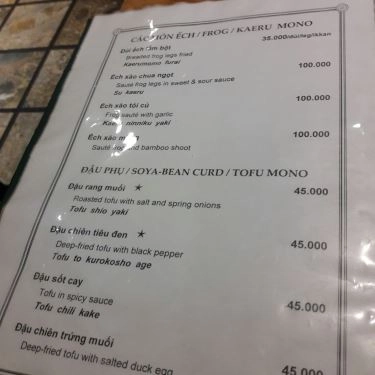 CÁC MÓN ẾCH / FROG / KAERU MONO
Đùi ếch tẩm bột 35.000/đùi/leg/ikkan
Breaded frog legs fried
Kaerumomo furai
Ếch xào chua ngọt 100.000
Sauté frog legs in sweet & sour sauce
Su kaeru
Ếch xào tỏi củ 100.000
Frog sauté with garlic
ninniku yaki
Ếch xào 100.000
Sauté frog and bamboo shoot
ĐẬU PHỤ / SOYA-BEAN CURD / TOFU MONO
Đậu rang muối ★ 45.000
Roasted tofu with salt and spring onions
Tofu shio yaki
Đậu chiên tiêu đen ★ 45.000
Deep-fried tofu with black pepper
Tofu to kurokosho age
Đậu sốt cay 45.000
Tofu in spicy sauce
Tofu chili kake
Đậu chiên trứng muối 45.000
Deep-fried tofu with salted duck egg